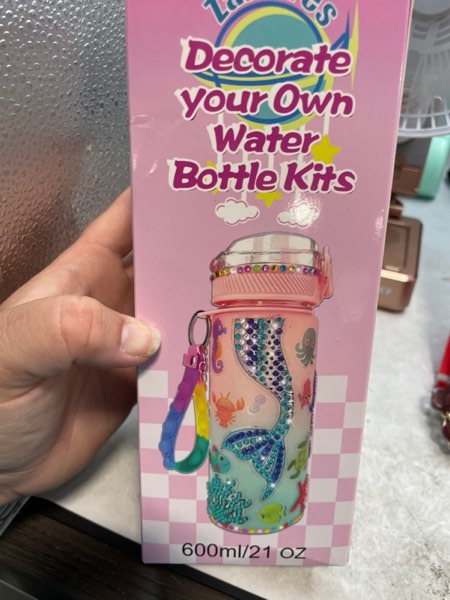 Decorate
your Own
Water
Bottle Kits
600ml/21 OZ